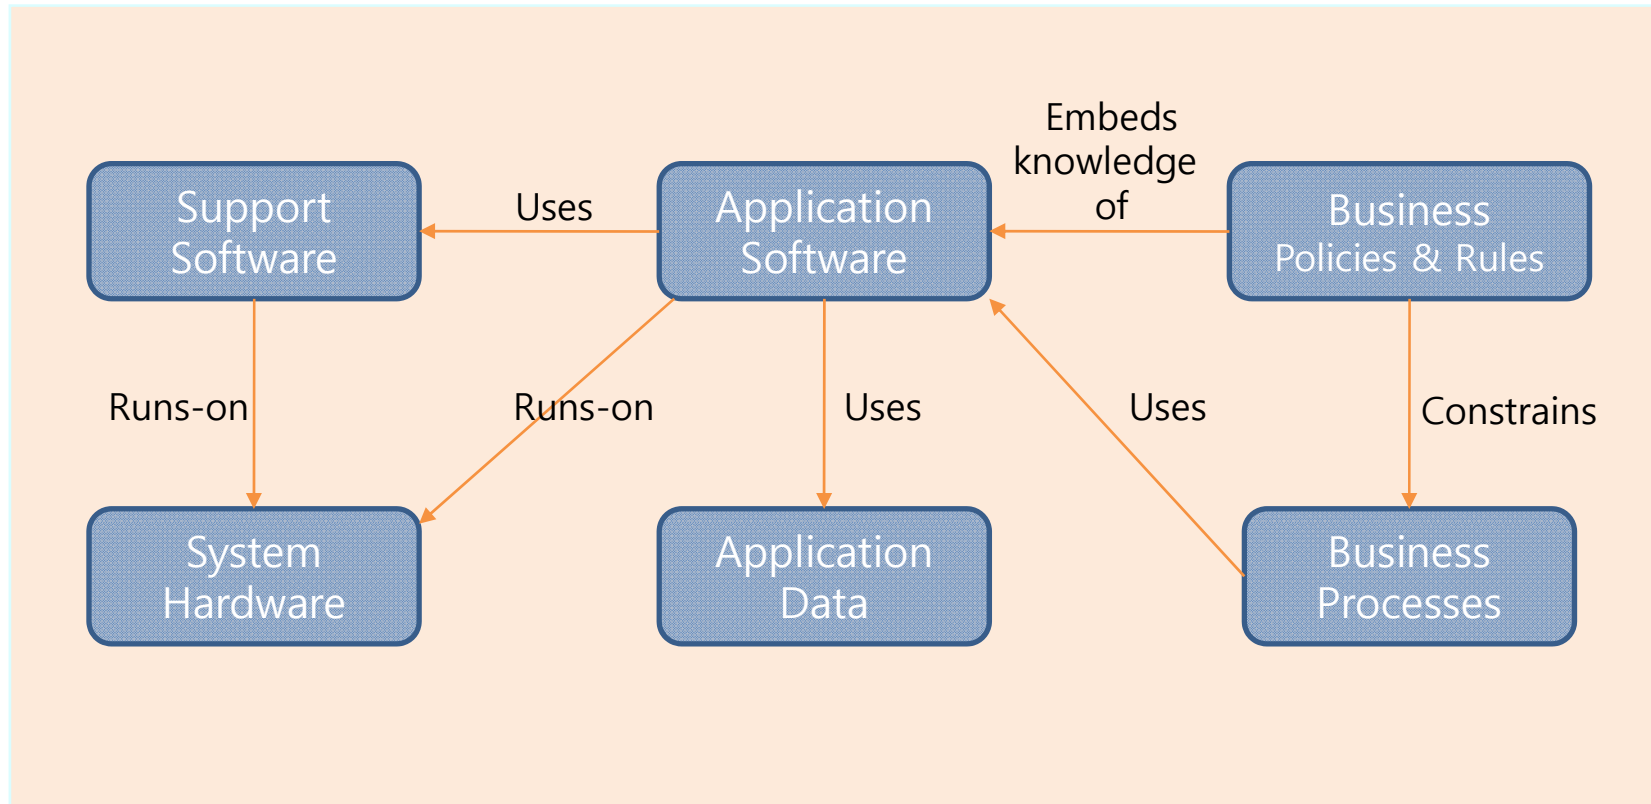 Embeds
knowledge
of
Support
Software
Uses
Application
Software
Business
Policies & Rules
Runs-on
Runs-on
Uses
Uses
Constrains
System
Hardware
Application
Data
Business
Processes